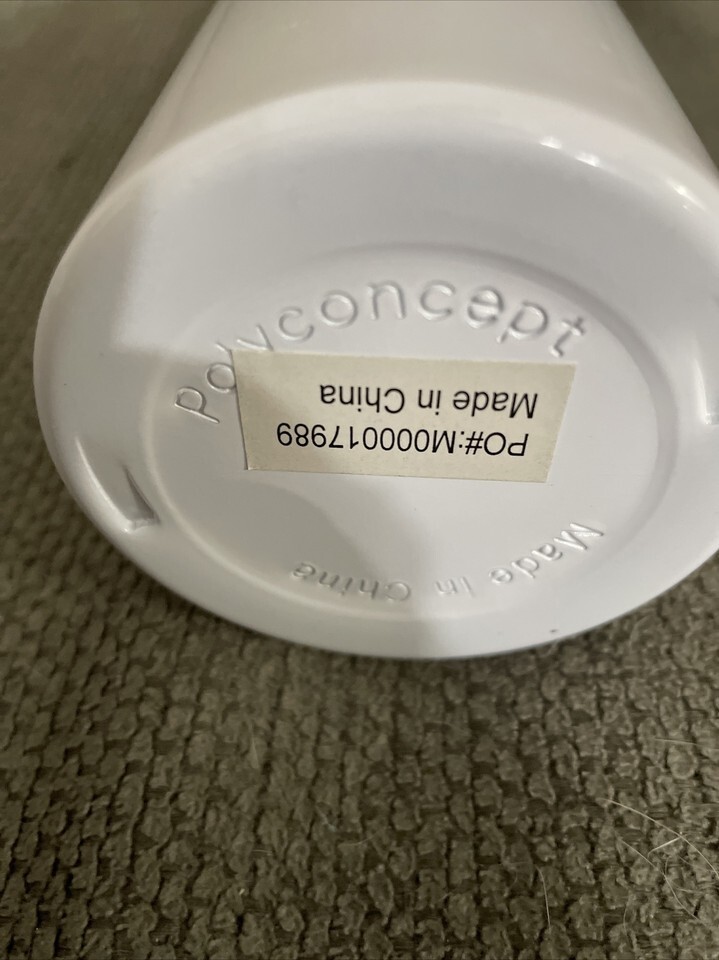 Polyconcept
PO#:M000017989
Made in China
Made in China